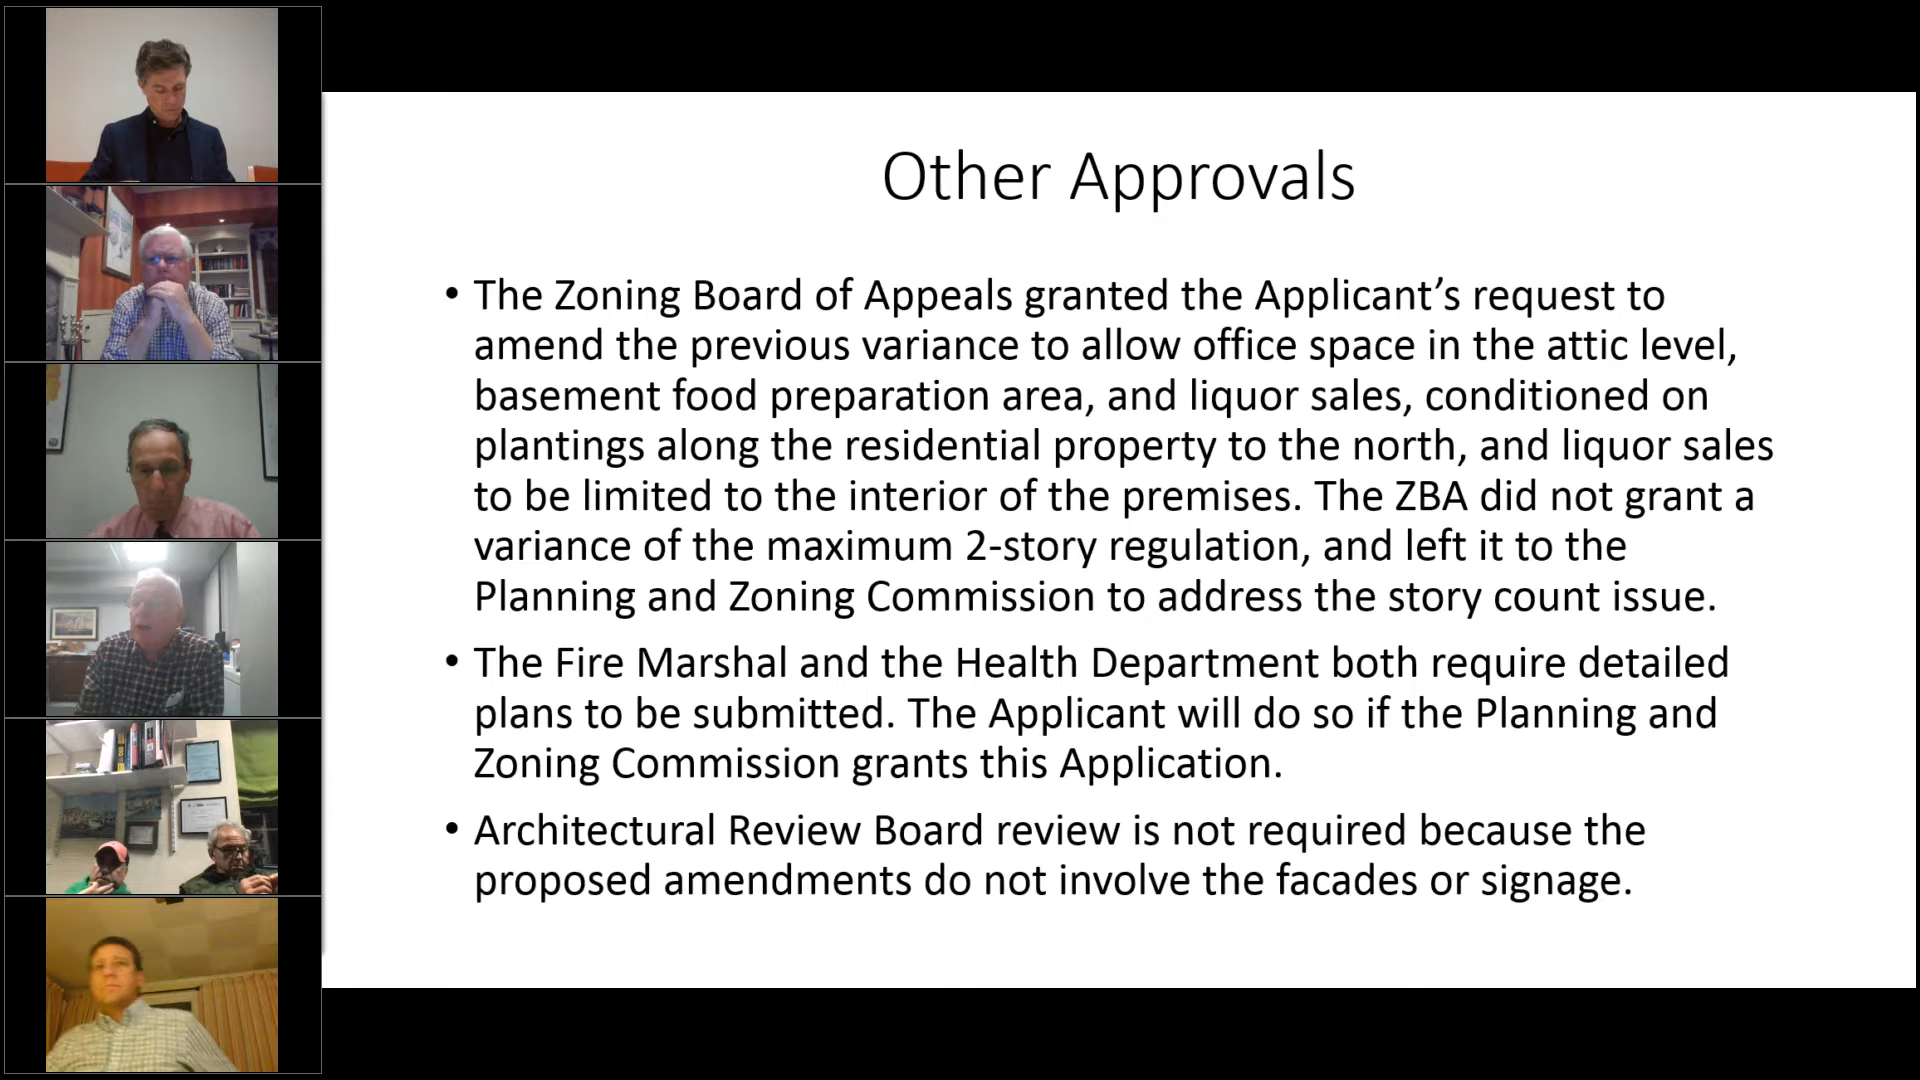 Other Approvals
• The Zoning Board of Appeals granted the Applicant’s request to
amend the previous variance to allow office space in the attic level,
basement food preparation area, and liquor sales, conditioned on
plantings along the residential property to the north, and liquor sales
to be limited to the interior of the premises. The ZBA did not grant a
variance of the maximum 2-story regulation, and left it to the
Planning and Zoning Commission to address the story count issue.
• The Fire Marshal and the Health Department both require detailed
plans to be submitted. The Applicant will do so if the Planning and
Zoning Commission grants this Application.
• Architectural Review Board review is not required because the
proposed amendments do not involve the facades or signage.